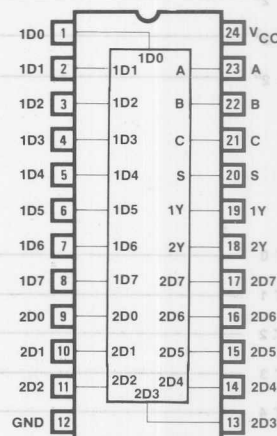 1D0 1 1D0 24 VCC
1D1 2 1D1 A 23 A
1D2 3 1D2 B 22 B
1D3 4 1D3 C 21 C
1D4 5 1D4 S 20 S
1D5 6 1D5 1Y 19 1Y
1D6 7 1D6 2Y 18 2Y
1D7 8 1D7 2D7 17 2D7
2D0 9 2D0 2D6 16 2D6
2D1 10 2D1 2D5 15 2D5
2D2 11 2D2 2D4 14 2D4
GND 12 2D3 13 2D3